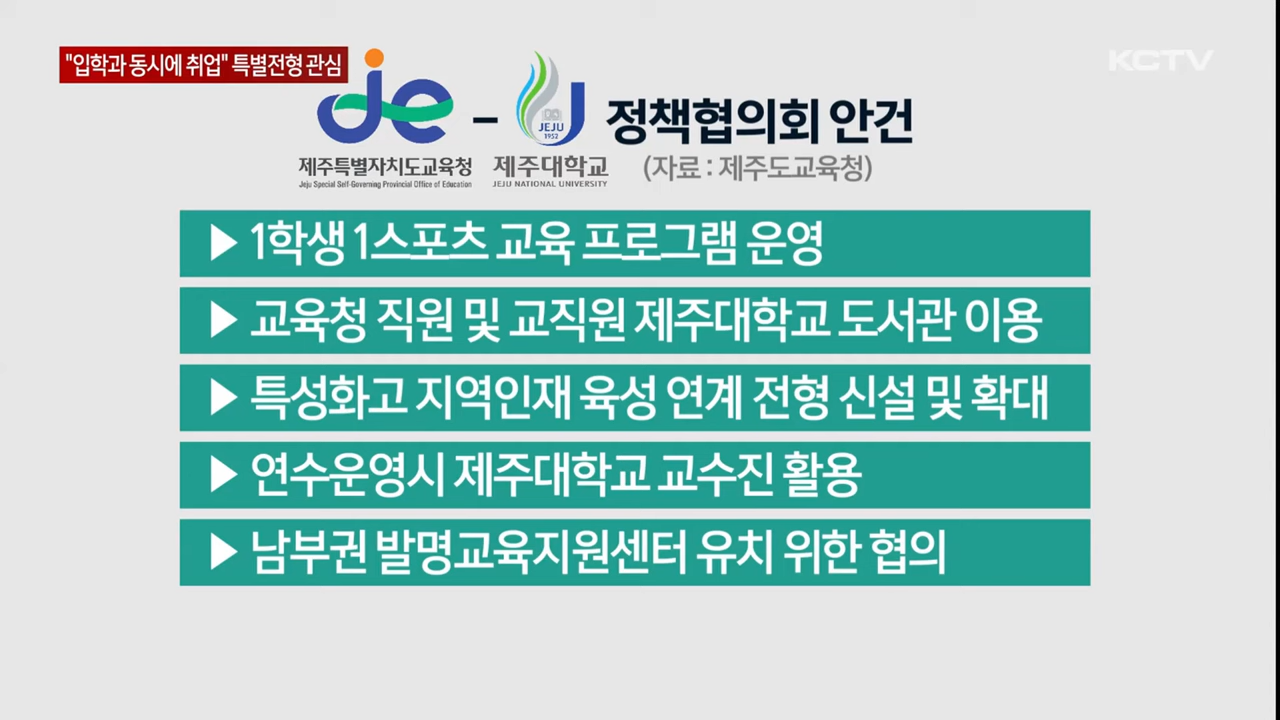 "입학과 동시에 취업" 특별전형 관심
KCTV
je - JEJU 1952 정책협의회 안건
제주특별자치도교육청 제주대학교 (자료 : 제주도교육청)
Jeju Special Self-Governing Provincial Office of Education JEJU NATIONAL UNIVERSITY
▶ 1학생 1스포츠 교육 프로그램 운영
▶ 교육청 직원 및 교직원 제주대학교 도서관 이용
▶ 특성화고 지역인재 육성 연계 전형 신설 및 확대
▶ 연수운영시 제주대학교 교수진 활용
▶ 남부권 발명교육지원센터 유치 위한 협의